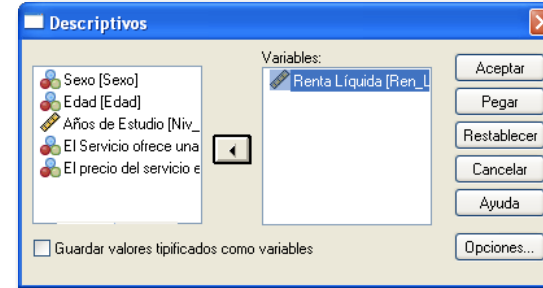 Descriptivos
Variables:
Sexo [Sexo]
Edad [Edad]
Años de Estudio [Niv_
El Servicio ofrece una
El precio del servicio e
Renta Líquida [Ren_L
Aceptar
Pegar
Restablecer
Cancelar
Ayuda
Opciones...
Guardar valores tipificados como variables